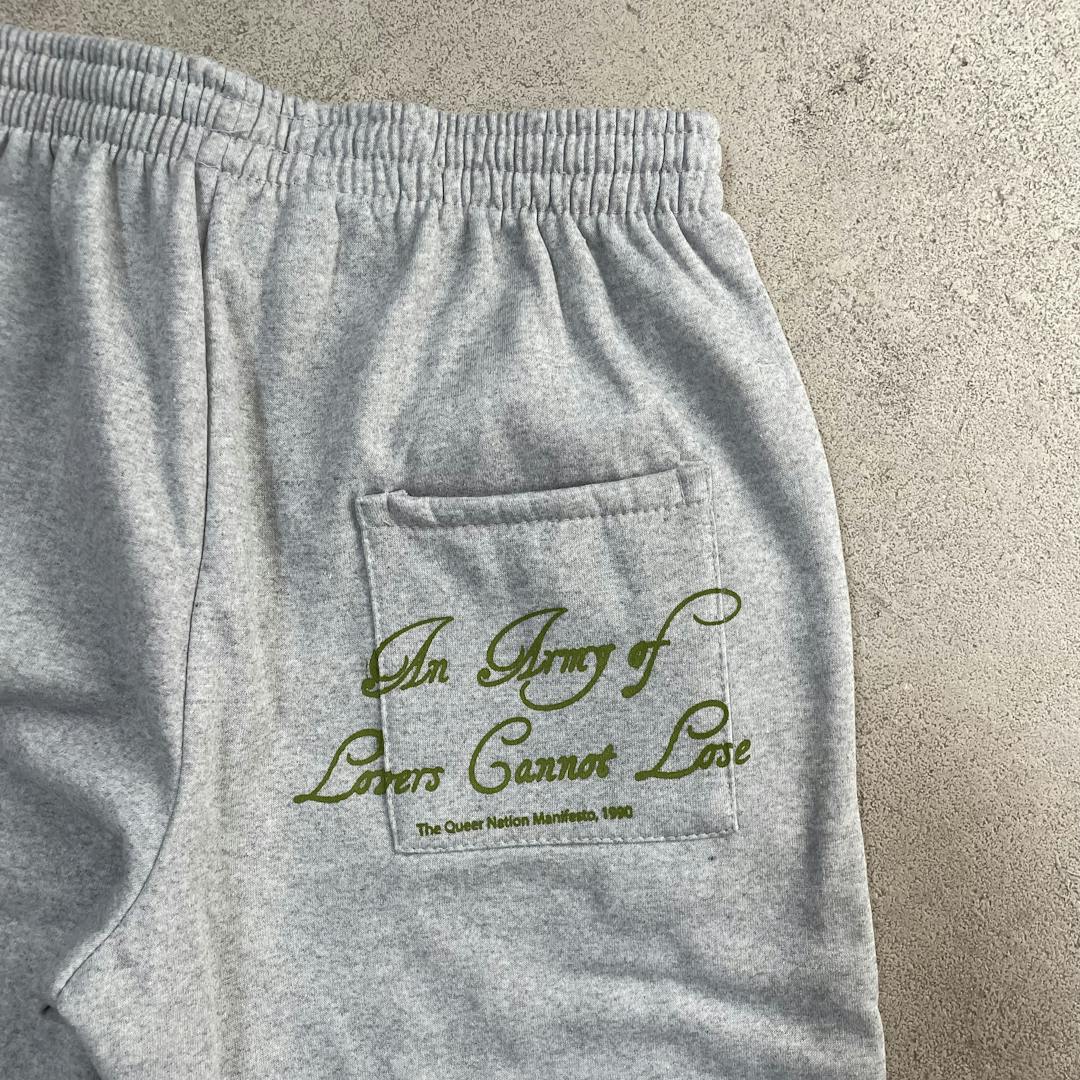 An Army of
Lovers Cannot Lose
The Queer Nation Manifesto, 1990